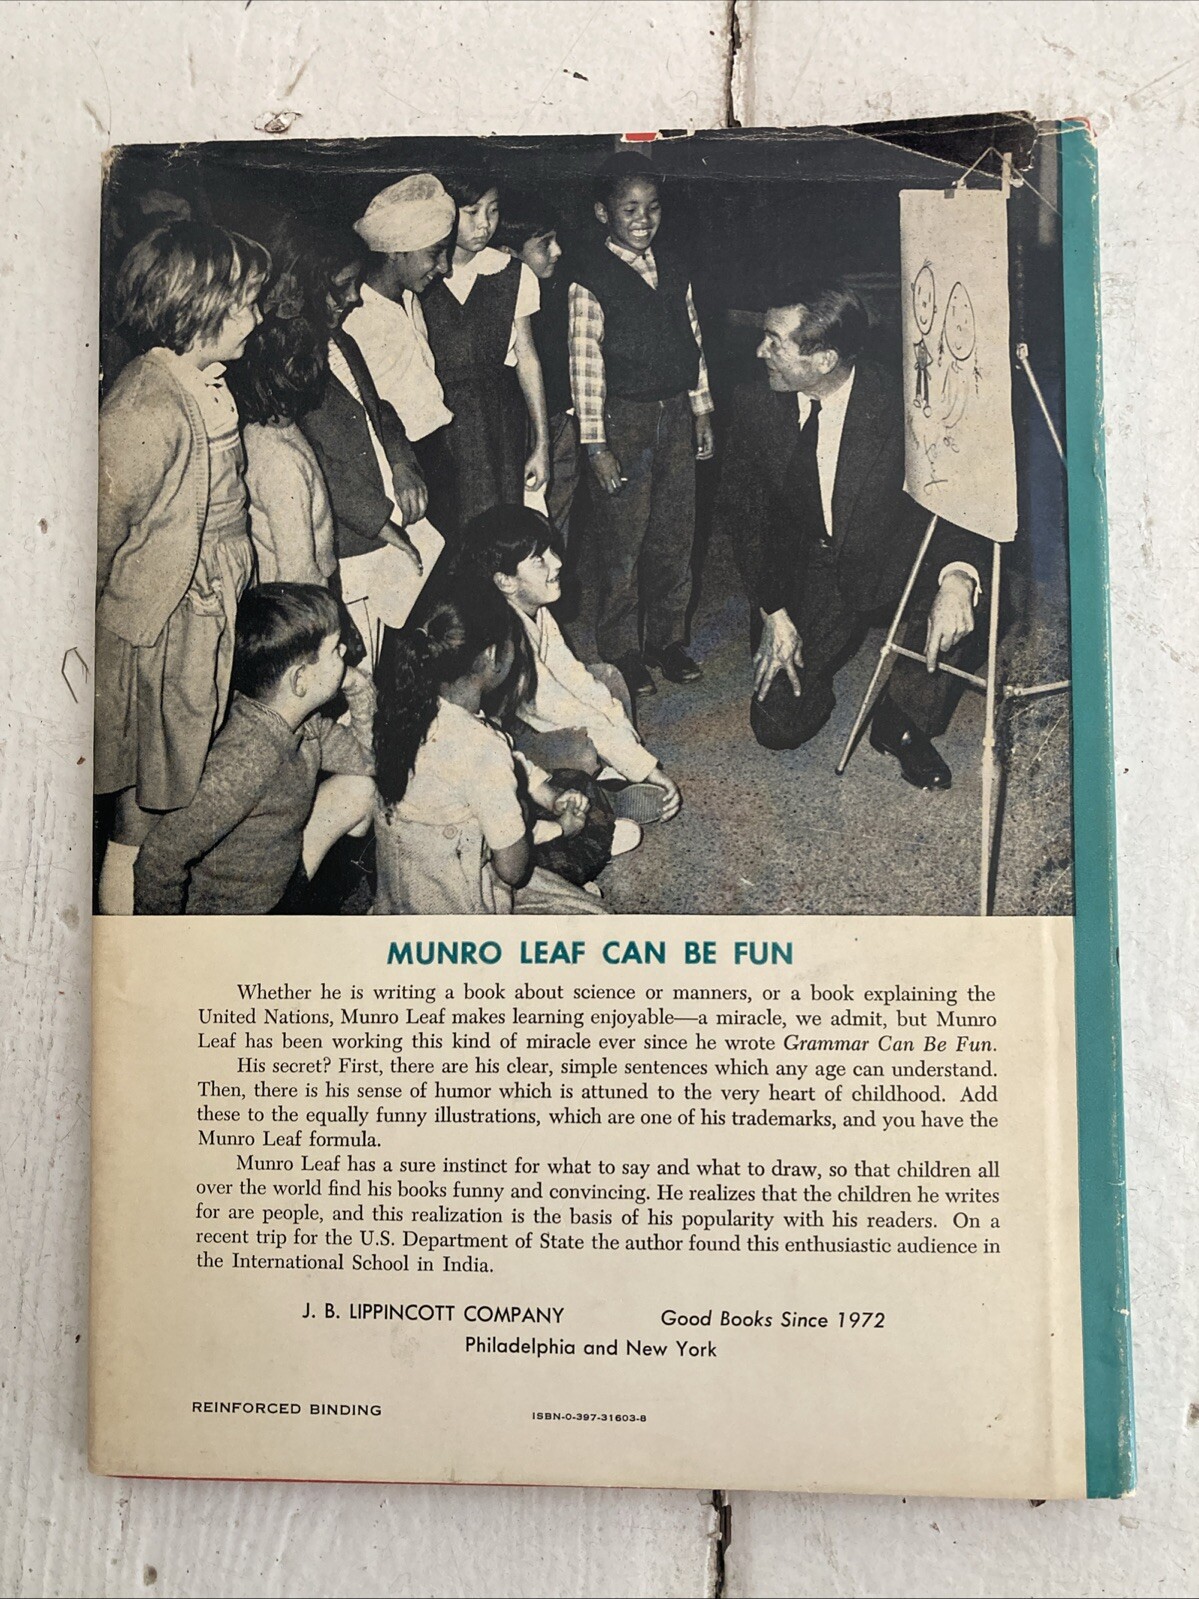 MUNRO LEAF CAN BE FUN
Whether he is writing a book about science or manners, or a book explaining the
United Nations, Munro Leaf makes learning enjoyable—a miracle, we admit, but Munro
Leaf has been working this kind of miracle ever since he wrote Grammar Can Be Fun.
His secret? First, there are his clear, simple sentences which any age can understand.
Then, there is his sense of humor which is attuned to the very heart of childhood. Add
these to the equally funny illustrations, which are one of his trademarks, and you have the
Munro Leaf formula.
Munro Leaf has a sure instinct for what to say and what to draw, so that children all
over the world find his books funny and convincing. He realizes that the children he writes
for are people, and this realization is the basis of his popularity with his readers. On a
recent trip for the U.S. Department of State the author found this enthusiastic audience in
the International School in India.
J. B. LIPPINCOTT COMPANY Good Books Since 1972
Philadelphia and New York
REINFORCED BINDING ISBN-0-397-31603-8